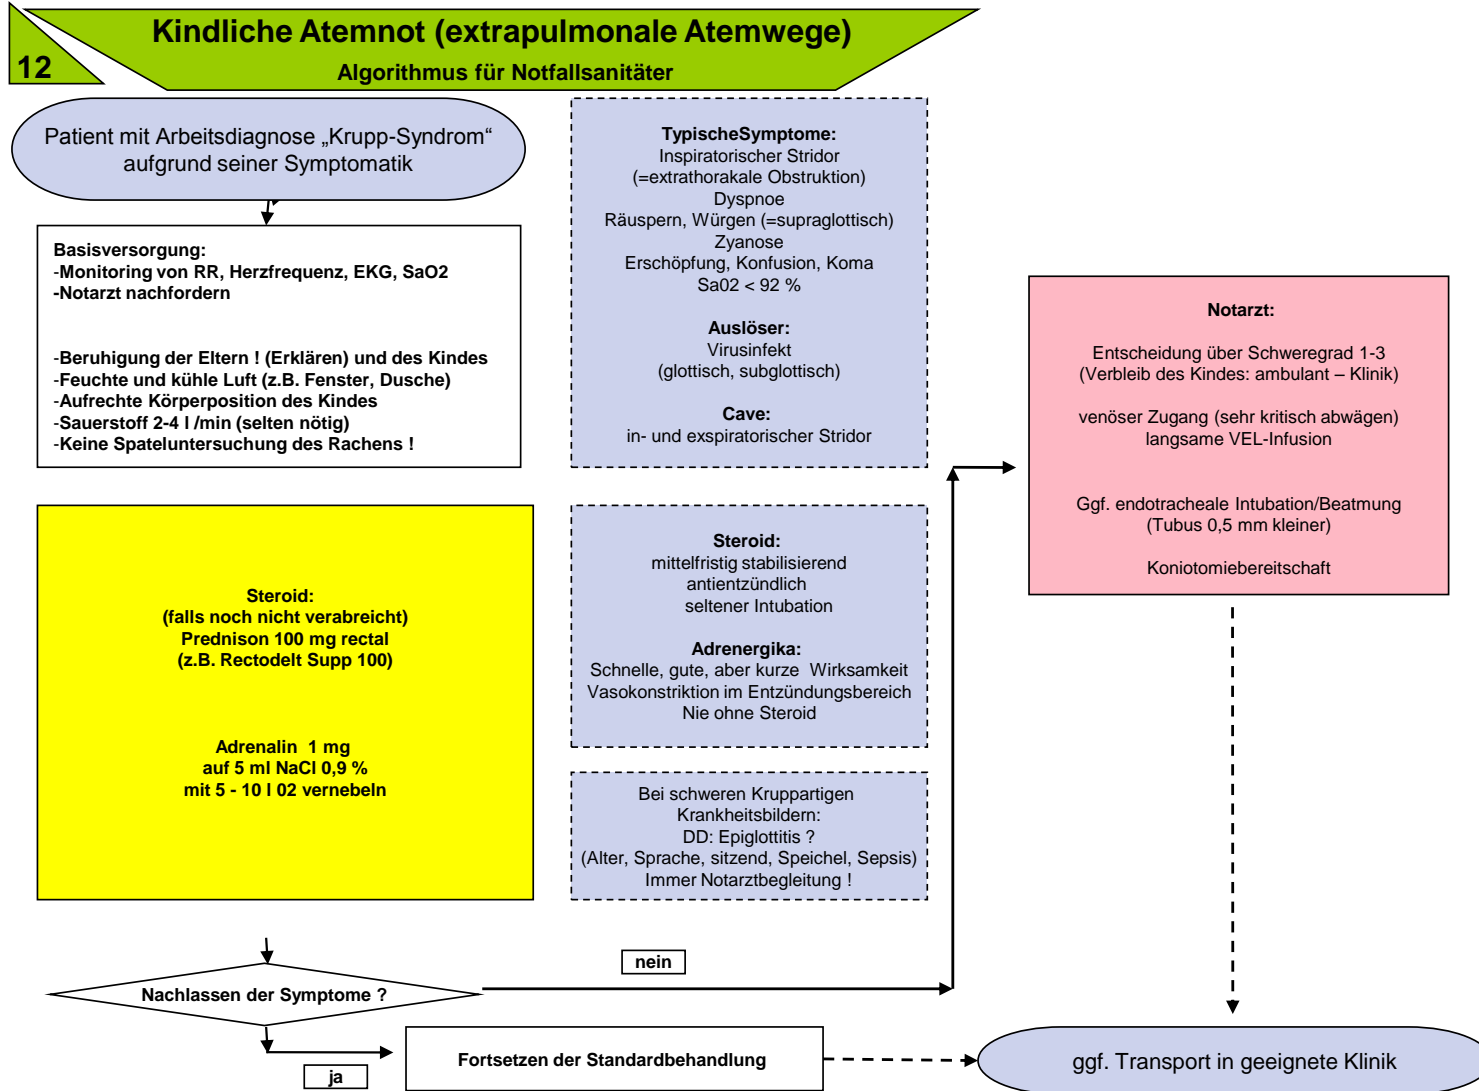 Kindliche Atemnot (extrapulmonale Atemwege)
12
Algorithmus für Notfallsanitäter
Patient mit Arbeitsdiagnose „Krupp-Syndrom“
aufgrund seiner Symptomatik
Basisversorgung:
-Monitoring von RR, Herzfrequenz, EKG, SaO2
-Notarzt nachfordern
-Beruhigung der Eltern ! (Erklären) und des Kindes
-Feuchte und kühle Luft (z.B. Fenster, Dusche)
-Aufrechte Körperposition des Kindes
-Sauerstoff 2-4 l /min (selten nötig)
-Keine Spateluntersuchung des Rachens !
TypischeSymptome:
Inspiratorischer Stridor
(=extrathorakale Obstruktion)
Dyspnoe
Räuspern, Würgen (=supraglottisch)
Zyanose
Erschöpfung, Konfusion, Koma
Sa02 < 92 %
Auslöser:
Virusinfekt
(glottisch, subglottisch)
Cave:
in- und exspiratorischer Stridor
Notarzt:
Entscheidung über Schweregrad 1-3
(Verbleib des Kindes: ambulant – Klinik)
venöser Zugang (sehr kritisch abwägen)
langsame VEL-Infusion
Ggf. endotracheale Intubation/Beatmung
(Tubus 0,5 mm kleiner)
Koniotomiebereitschaft
Steroid:
(falls noch nicht verabreicht)
Prednison 100 mg rectal
(z.B. Rectodelt Supp 100)
Adrenalin 1 mg
auf 5 ml NaCl 0,9 %
mit 5 - 10 l 02 vernebeln
Steroid:
mittelfristig stabilisierend
antientzündlich
seltener Intubation
Adrenergika:
Schnelle, gute, aber kurze Wirksamkeit
Vasokonstriktion im Entzündungsbereich
Nie ohne Steroid
Bei schweren Kruppartigen
Krankheitsbildern:
DD: Epiglottitis ?
(Alter, Sprache, sitzend, Speichel, Sepsis)
Immer Notarztbegleitung !
nein
Nachlassen der Symptome ?
ja
Fortsetzen der Standardbehandlung
ggf. Transport in geeignete Klinik